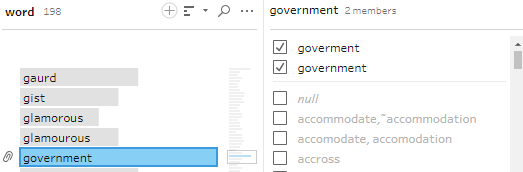 word 198
gaurd
gist
glamorous
glamourous
government
government 2 members
goverment
government
null
accommodate,~accommodation
accomodate, accomodation
accross